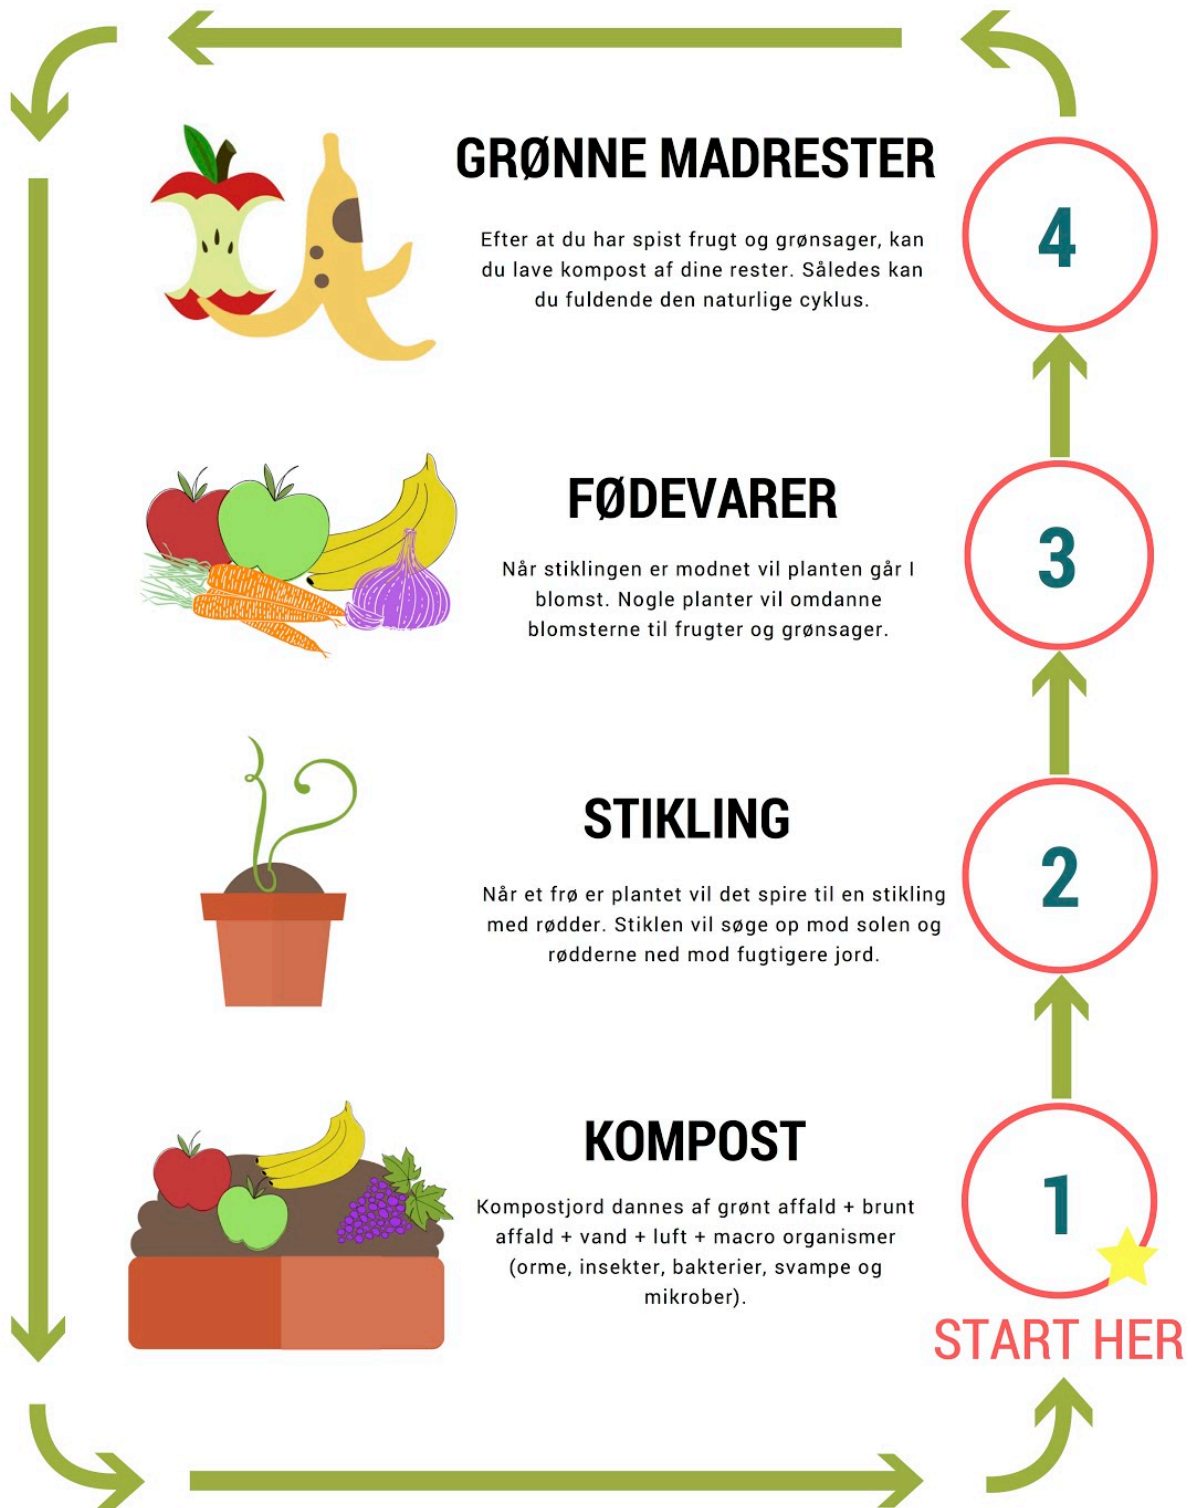 GRØNNE MADRESTER
Efter at du har spist frugt og grønsager, kan
du lave kompost af dine rester. Således kan
du fuldende den naturlige cyklus.
4
FØDEVARER
Når stiklingen er modnet vil planten går I
blomst. Nogle planter vil omdanne
blomsterne til frugter og grønsager.
3
STIKLING
Når et frø er plantet vil det spire til en stikling
med rødder. Stiklen vil søge op mod solen og
rødderne ned mod fugtigere jord.
2
KOMPOST
Kompostjord dannes af grønt affald + brunt
affald + vand + luft + macro organismer
(orme, insekter, bakterier, svampe og
mikrober).
1
START HER